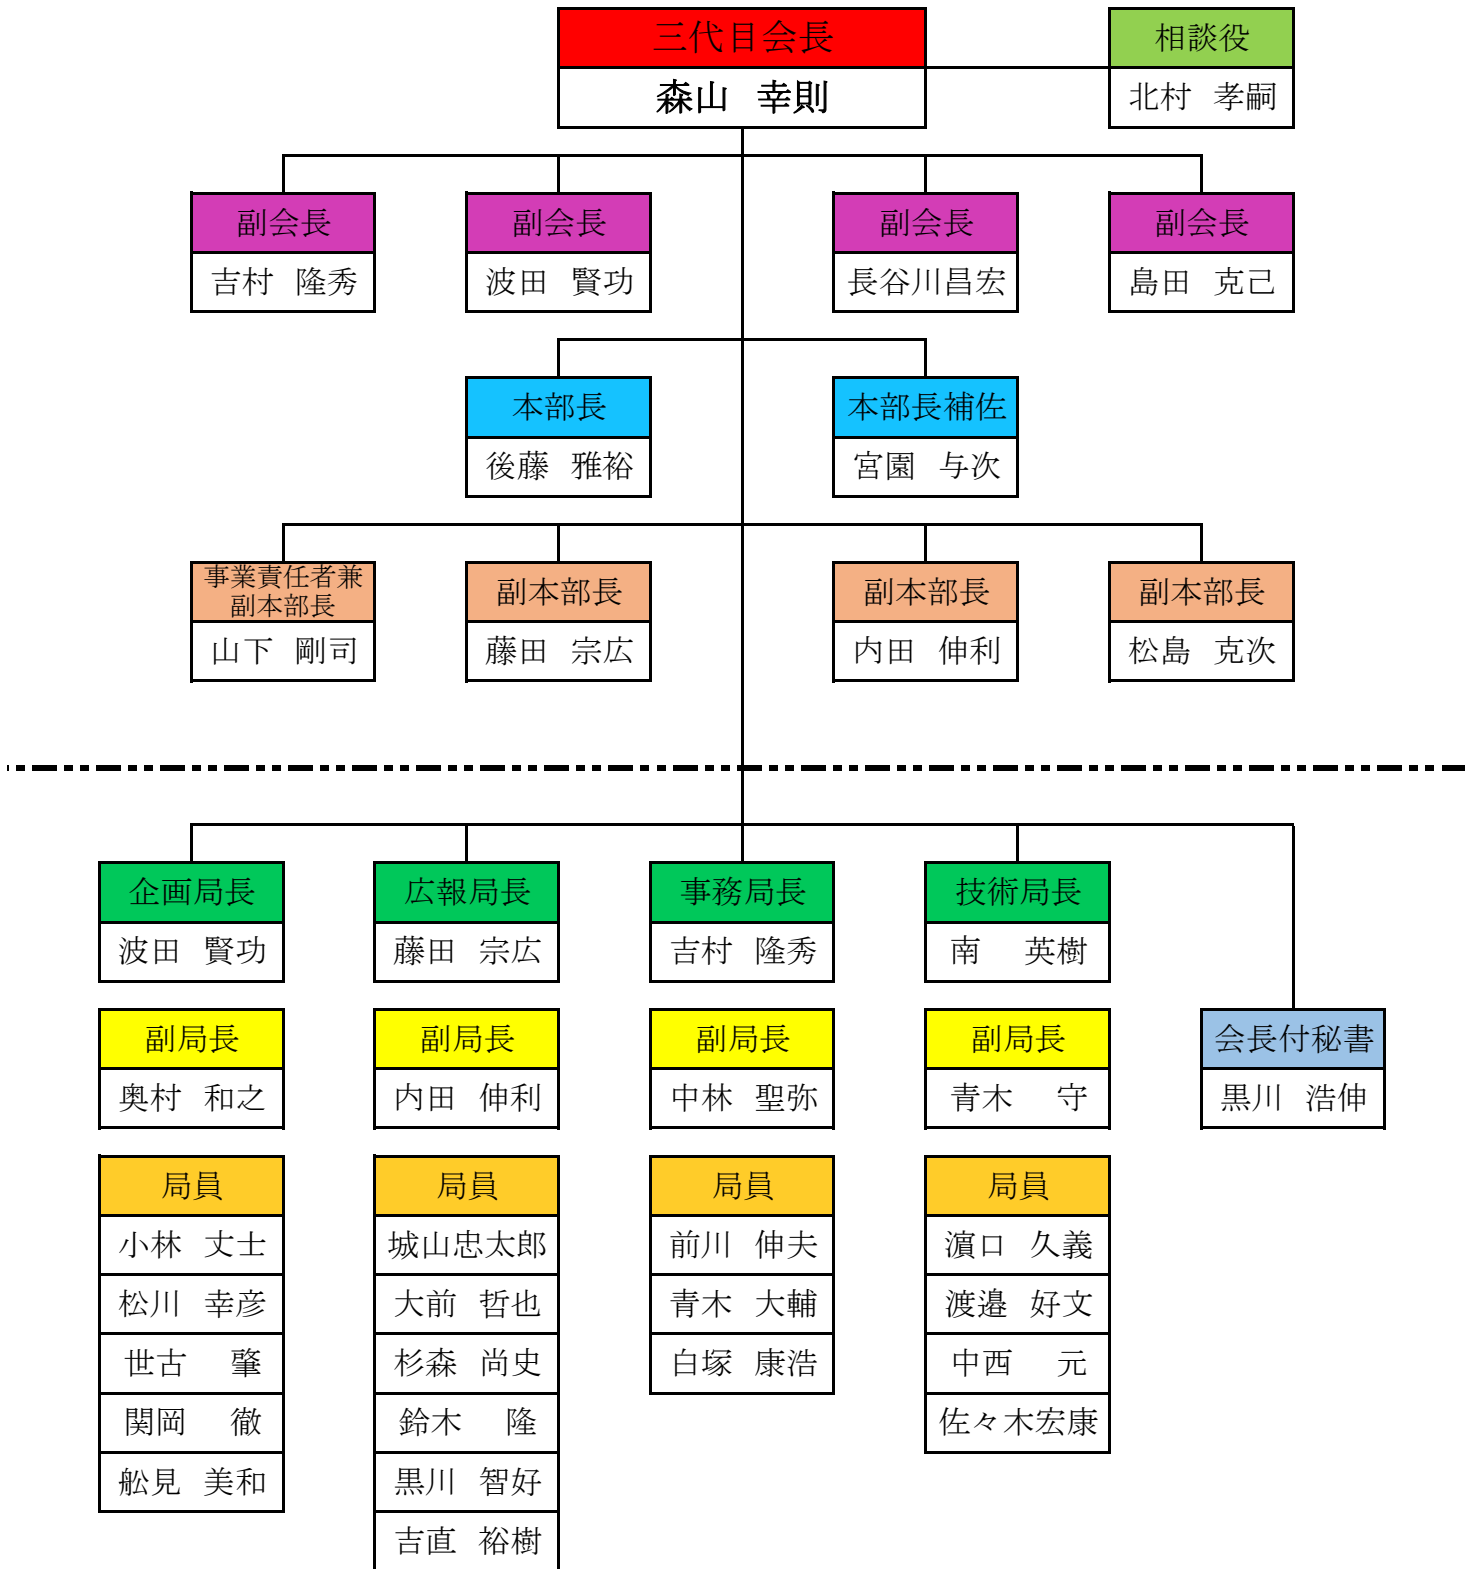 三代目会長
森山 幸則
相談役
北村 孝嗣
副会長
吉村 隆秀
副会長
波田 賢功
副会長
長谷川昌宏
副会長
島田 克己
本部長
後藤 雅裕
本部長補佐
宮園 与次
事業責任者兼
副本部長
山下 剛司
副本部長
藤田 宗広
副本部長
内田 伸利
副本部長
松島 克次
企画局長
波田 賢功
広報局長
藤田 宗広
事務局長
吉村 隆秀
技術局長
南 英樹
副局長
奥村 和之
副局長
内田 伸利
副局長
中林 聖弥
副局長
青木 守
会長付秘書
黒川 浩伸
局員
小林 丈士
松川 幸彦
世古 肇
関岡 徹
舩見 美和
局員
城山忠太郎
大前 哲也
杉森 尚史
鈴木 隆
黒川 智好
吉直 裕樹
局員
前川 伸夫
青木 大輔
白塚 康浩
局員
濵口 久義
渡邉 好文
中西 元
佐々木宏康